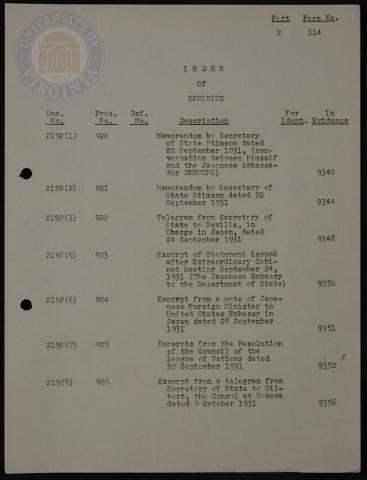 UNIVERSITY OF VIRGINIA
Part Page No.
2 114
I N D E X
Of
EXHIBITS
Doc. Pros. Def. For In
No. No. No. Description Ident. Evidence
219P(1) 920 Memorandum by Secretary
of State Stimson dated
22 September 1931, (con-
versation between himself
and the Japanese Ambassa-
dor DEBUCHI) 9340
219P(2) 921 Memorandum by Secretary of
State Stimson dated 22
September 1931 9344
219P(3) 922 Telegram from Secretary of
State to Neville, in
Charge in Japan, dated
24 September 1931 9348
219P(5) 923 Excerpt of Statement issued
after Extraordinary Cabi-
net Meeting September 24,
1931 (The Japanese Embassy
to the Department of State) 9350
219P(6) 924 Excerpt from a note of Japa-
nese Foreign Minister to
United States Embassy in
Japan dated 28 September
1931 9351
219P(7) 925 Excerpts from the Resolution
of the Council of the
League of Nations dated
30 September 1931 9352
219(8) 926 Excerpt from a telegram from
Secretary of State to Gil-
bert, the Consul at Geneva
dated 9 October 1931 9356